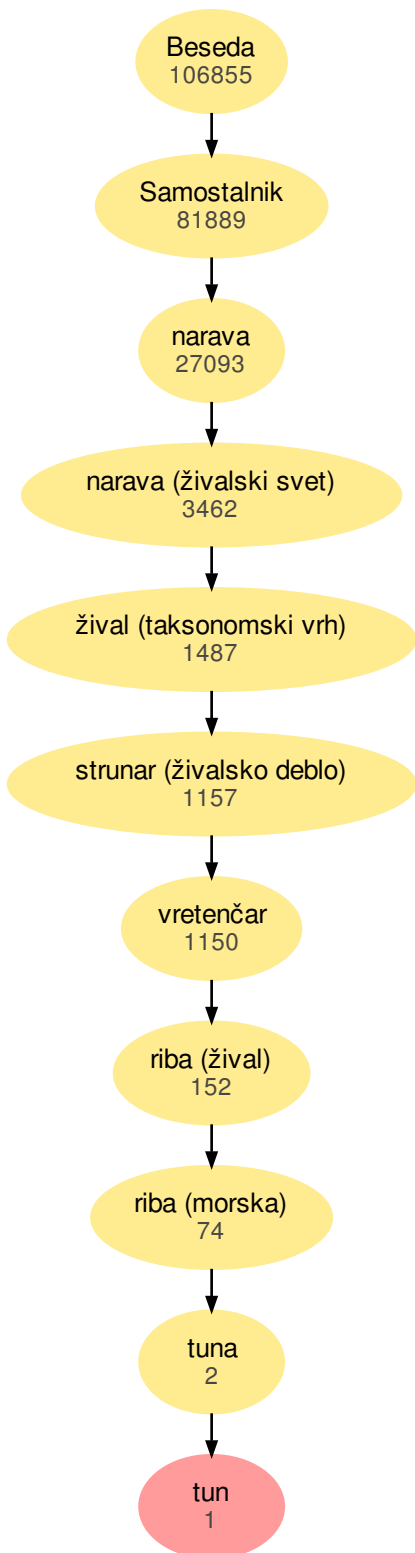 Beseda
106855
Samostalnik
81889
narava
27093
narava (živalski svet)
3462
žival (taksonomski vrh)
1487
strunar (živalsko deblo)
1157
vretenčar
1150
riba (žival)
152
riba (morska)
74
tuna
2
tun
1